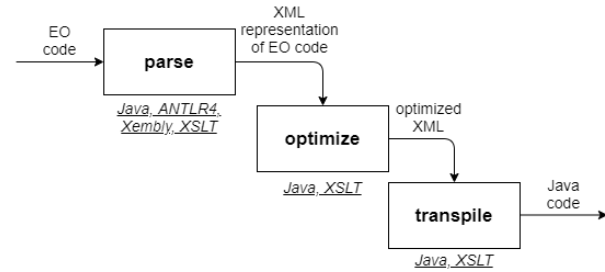 EO
code
parse
Java, ANTLR4,
Xembly, XSLT
XML
representation
of EO code
optimize
Java, XSLT
optimized
XML
transpile
Java, XSLT
Java
code